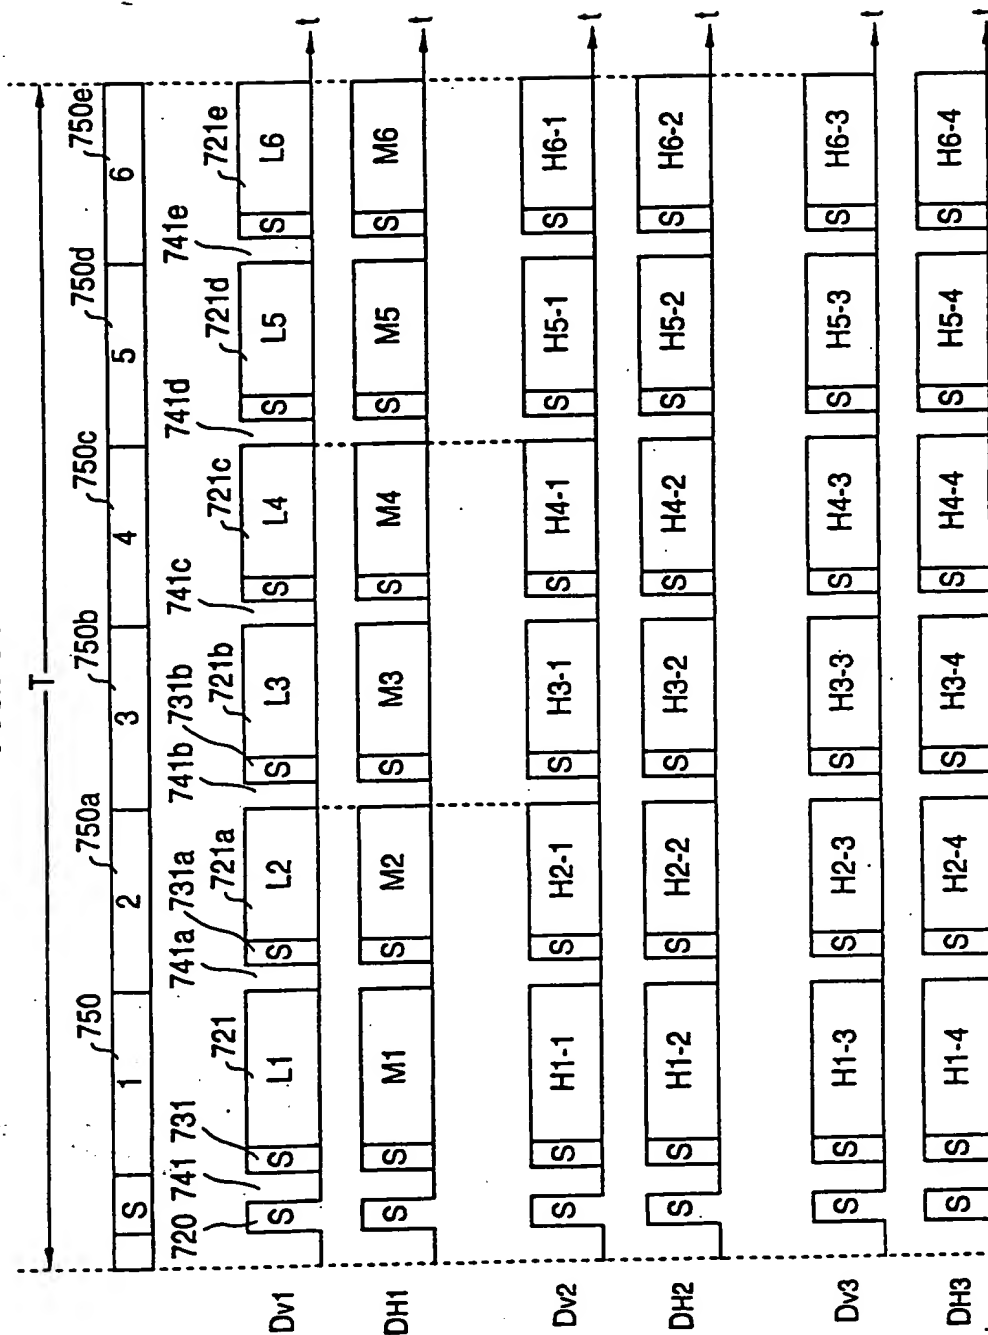 T
S 1 2 3 4 5 6
750 750a 750b 750c 750d 750e
720 741 731 721 741a 731a 721a 741b 731b 721b 741c 721c 741d 721d 741e 721e
Dv1 S S L1 S L2 S L3 S L4 S L5 S L6 t
DH1 S S M1 S M2 S M3 S M4 S M5 S M6 t
Dv2 S S H1-1 S H2-1 S H3-1 S H4-1 S H5-1 S H6-1 t
DH2 S S H1-2 S H2-2 S H3-2 S H4-2 S H5-2 S H6-2 t
Dv3 S S H1-3 S H2-3 S H3-3 S H4-3 S H5-3 S H6-3 t
DH3 S S H1-4 S H2-4 S H3-4 S H4-4 S H5-4 S H6-4 t